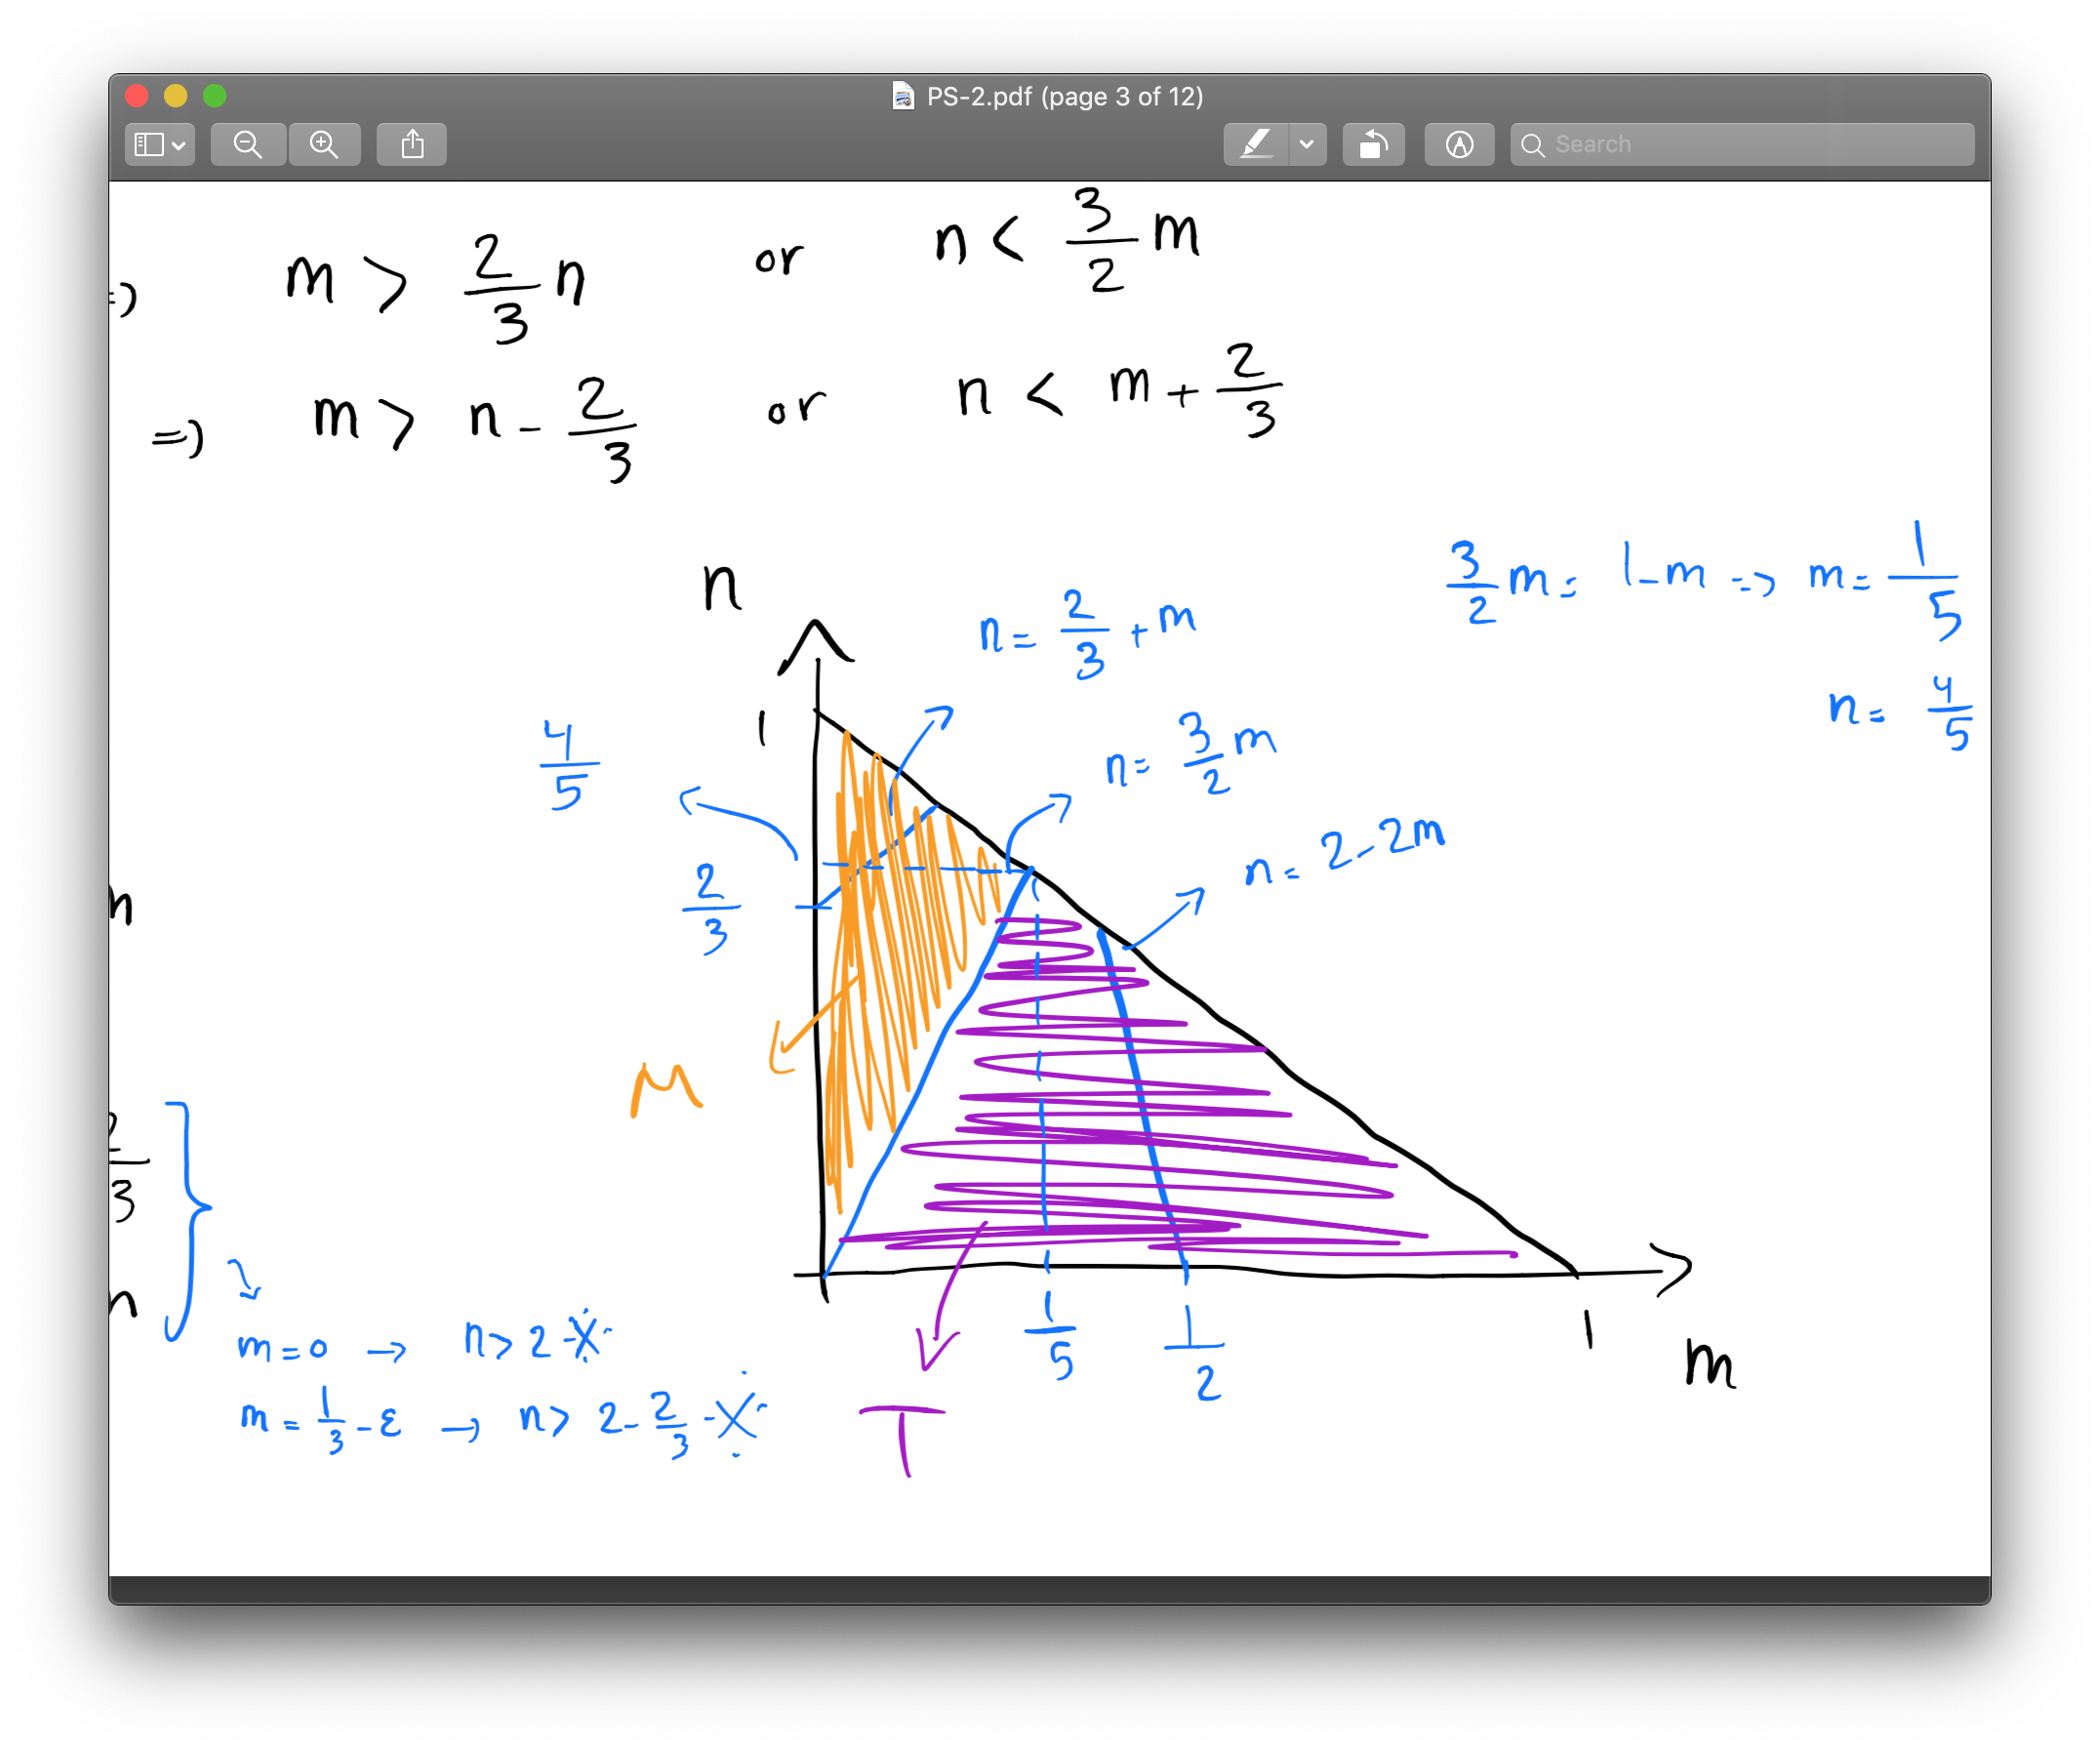 PS-2.pdf (page 3 of 12)
Search
=) m > 2/3 n or n < 3/2 m
=) m > n - 2/3 or n < m + 2/3
3/2 m = 1-m => m = 1/5
n = 4/5
n
n = 2/3 + m
1
4/5
n = 3/2 m
n = 2-2m
2/3
n
M
3
n
m=0 → n>2 -X-
m = 1/3 - ε → n> 2 - 2/3 -X-
1/5
1/2
1
m
T